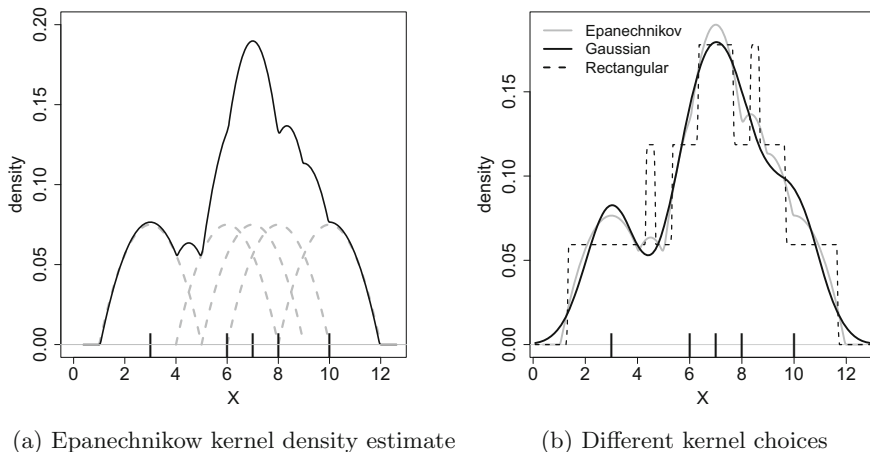 0.00 0.05 0.10 0.15 0.20
density
0 2 4 6 8 10 12
X
(a) Epanechnikow kernel density estimate
Epanechnikov
Gaussian
Rectangular
0.00 0.05 0.10 0.15
density
0 2 4 6 8 10 12
X
(b) Different kernel choices